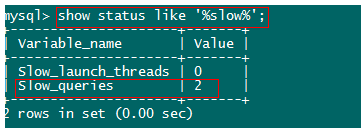 mysql> show status like '%slow%';
+---------------------+-------+
| Variable_name       | Value |
+---------------------+-------+
| Slow_launch_threads | 0     |
| Slow_queries        | 2     |
+---------------------+-------+
2 rows in set (0.00 sec)